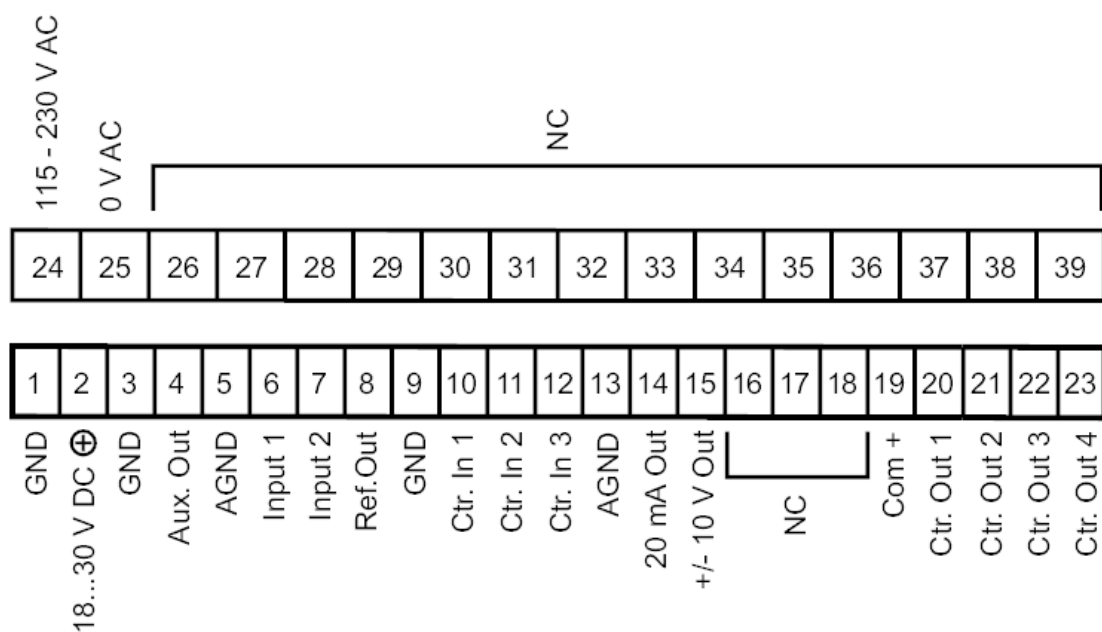 115 - 230 V AC
0 V AC
NC
24 25 26 27 28 29 30 31 32 33 34 35 36 37 38 39
1 2 3 4 5 6 7 8 9 10 11 12 13 14 15 16 17 18 19 20 21 22 23
GND
18...30 V DC ⊕
GND
Aux. Out
AGND
Input 1
Input 2
Ref.Out
GND
Ctr. In 1
Ctr. In 2
Ctr. In 3
AGND
20 mA Out
+/- 10 V Out
NC
Com +
Ctr. Out 1
Ctr. Out 2
Ctr. Out 3
Ctr. Out 4